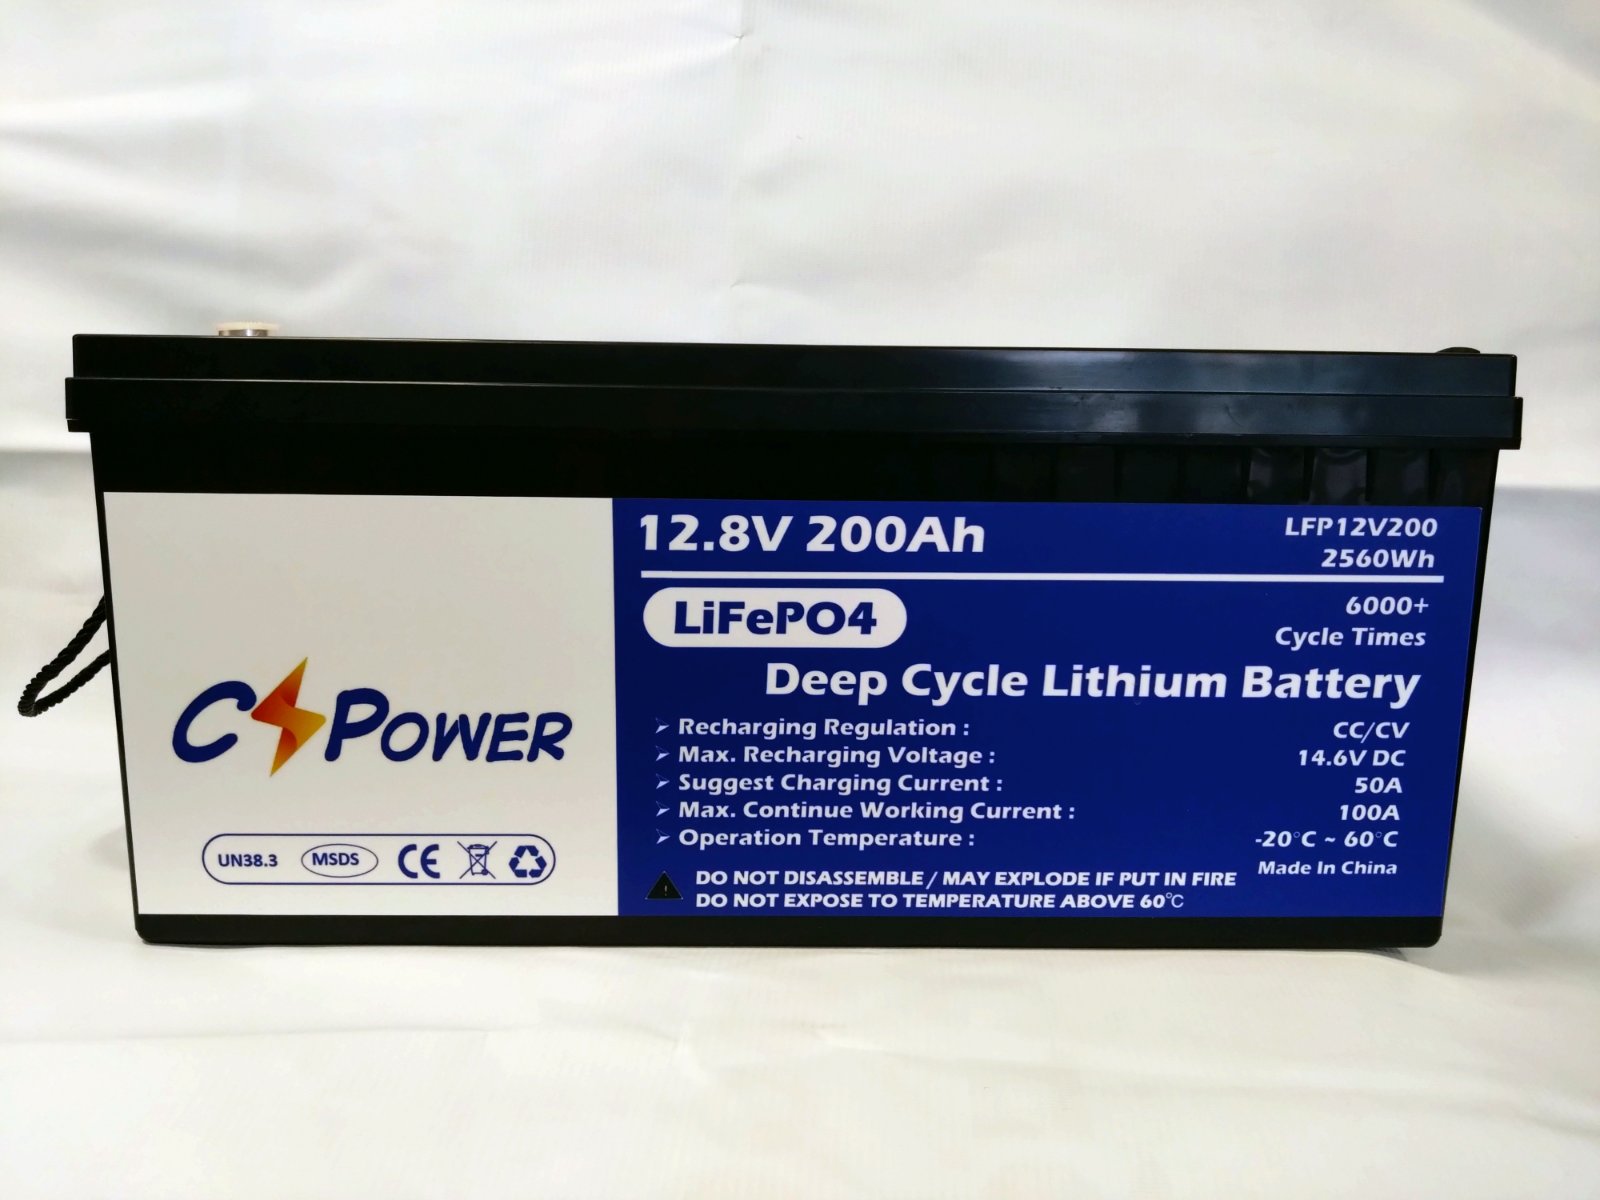 C POWER
UN38.3 MSDS CE
12.8V 200Ah
LFP12V200
2560Wh
LiFePO4
6000+
Cycle Times
Deep Cycle Lithium Battery
➢ Recharging Regulation : CC/CV
➢ Max. Recharging Voltage : 14.6V DC
➢ Suggest Charging Current : 50A
➢ Max. Continue Working Current : 100A
➢ Operation Temperature : -20°C ~ 60°C
Made In China
! DO NOT DISASSEMBLE / MAY EXPLODE IF PUT IN FIRE
DO NOT EXPOSE TO TEMPERATURE ABOVE 60℃